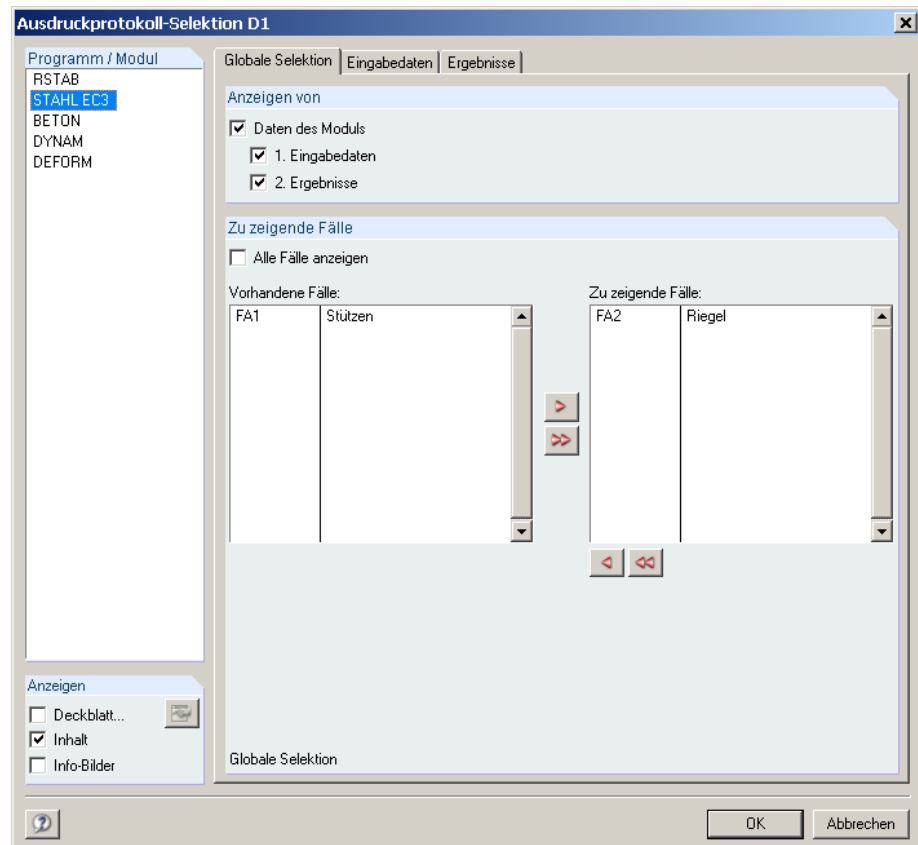 Ausdruckprotokoll-Selektion D1
Programm / Modul
RSTAB
STAHL EC3
BETON
DYNAM
DEFORM
Globale Selektion
Eingabedaten
Ergebnisse
Anzeigen von
Daten des Moduls
1. Eingabedaten
2. Ergebnisse
Zu zeigende Fälle
Alle Fälle anzeigen
Vorhandene Fälle:
FA1 Stützen
Zu zeigende Fälle:
FA2 Riegel
Anzeigen
Deckblatt...
Inhalt
Info-Bilder
Globale Selektion
OK
Abbrechen